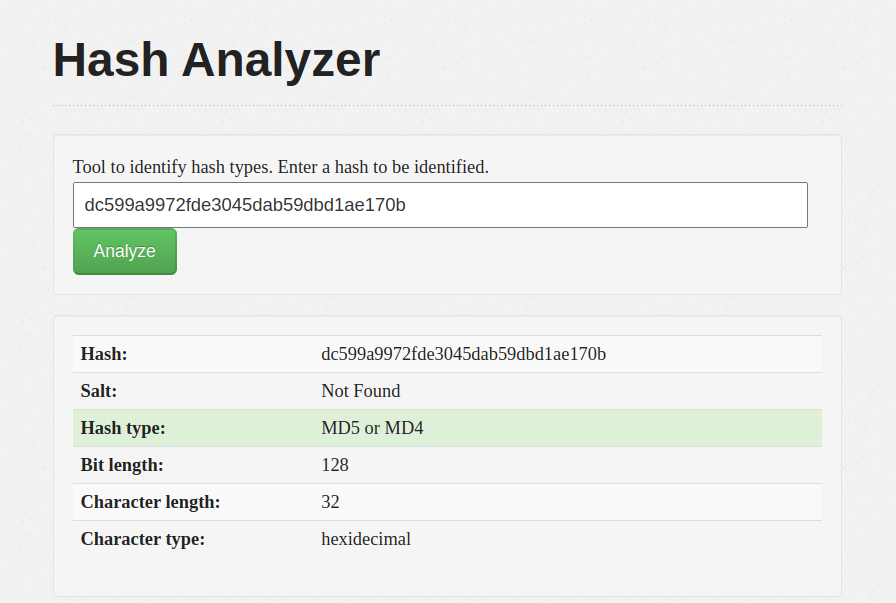 Hash Analyzer
Tool to identify hash types. Enter a hash to be identified.
dc599a9972fde3045dab59dbd1ae170b
Analyze
Hash: dc599a9972fde3045dab59dbd1ae170b
Salt: Not Found
Hash type: MD5 or MD4
Bit length: 128
Character length: 32
Character type: hexidecimal